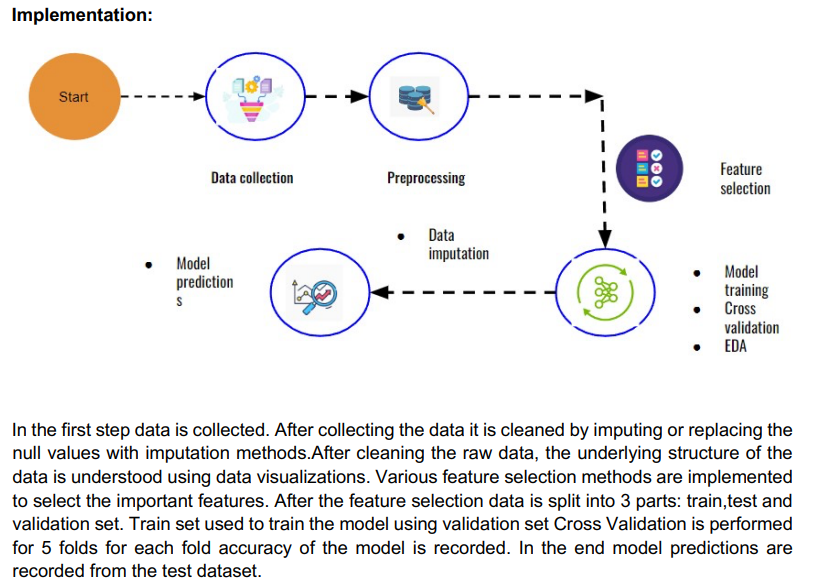 Implementation:
Start
Data collection
Preprocessing
Feature
selection
• Data
imputation
• Model
prediction
s
• Model
training
• Cross
validation
• EDA
In the first step data is collected. After collecting the data it is cleaned by imputing or replacing the
null values with imputation methods.After cleaning the raw data, the underlying structure of the
data is understood using data visualizations. Various feature selection methods are implemented
to select the important features. After the feature selection data is split into 3 parts: train,test and
validation set. Train set used to train the model using validation set Cross Validation is performed
for 5 folds for each fold accuracy of the model is recorded. In the end model predictions are
recorded from the test dataset.